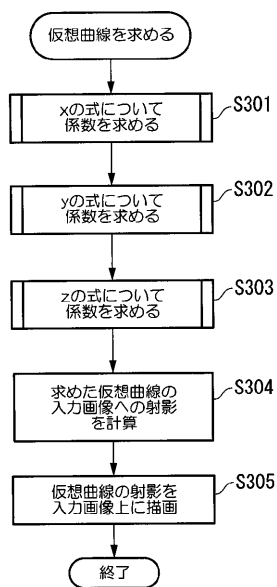 仮想曲線を求める
xの式について
係数を求める
S301
yの式について
係数を求める
S302
zの式について
係数を求める
S303
求めた仮想曲線の
入力画像への射影
を計算
S304
仮想曲線の射影を
入力画像上に描画
S305
終了